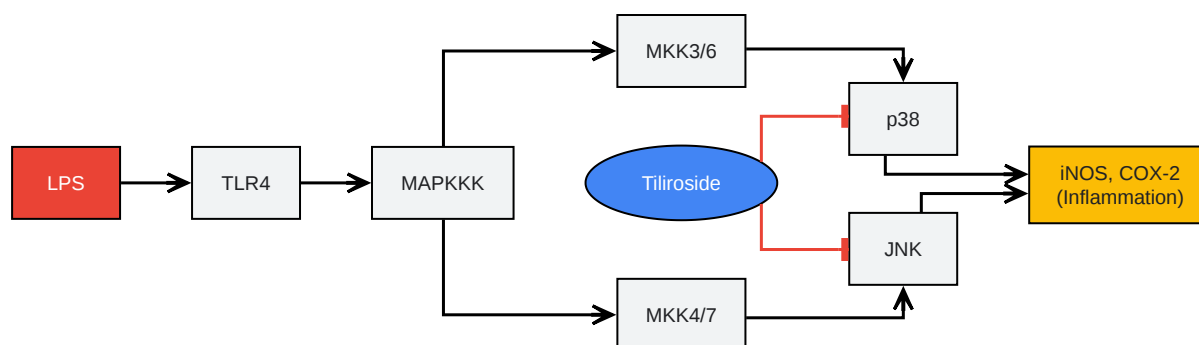 LPS
TLR4
MAPKKK
MKK3/6
Tiliroside
MKK4/7
p38
JNK
iNOS, COX-2
(Inflammation)